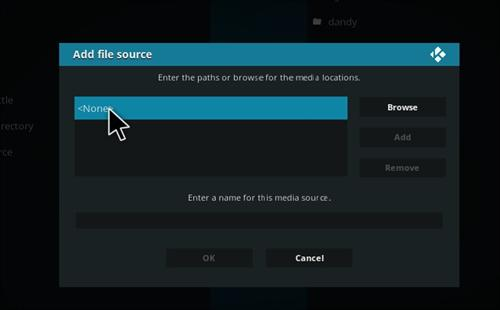 dandy
Add file source
Enter the paths or browse for the media locations.
<None>
Browse
Add
Remove
Enter a name for this media source.
OK
Cancel